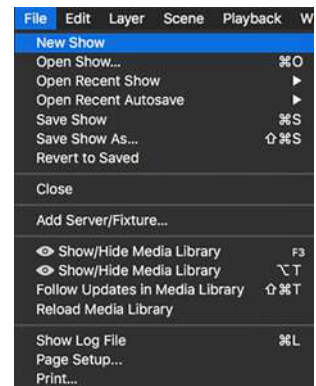 File Edit Layer Scene Playback W
New Show
Open Show... ⌘O
Open Recent Show ▶
Open Recent Autosave ▶
Save Show ⌘S
Save Show As... ⇧⌘S
Revert to Saved
Close
Add Server/Fixture...
Show/Hide Media Library F3
Show/Hide Media Library ⌥T
Follow Updates in Media Library ⇧⌘T
Reload Media Library
Show Log File ⌘L
Page Setup...
Print...